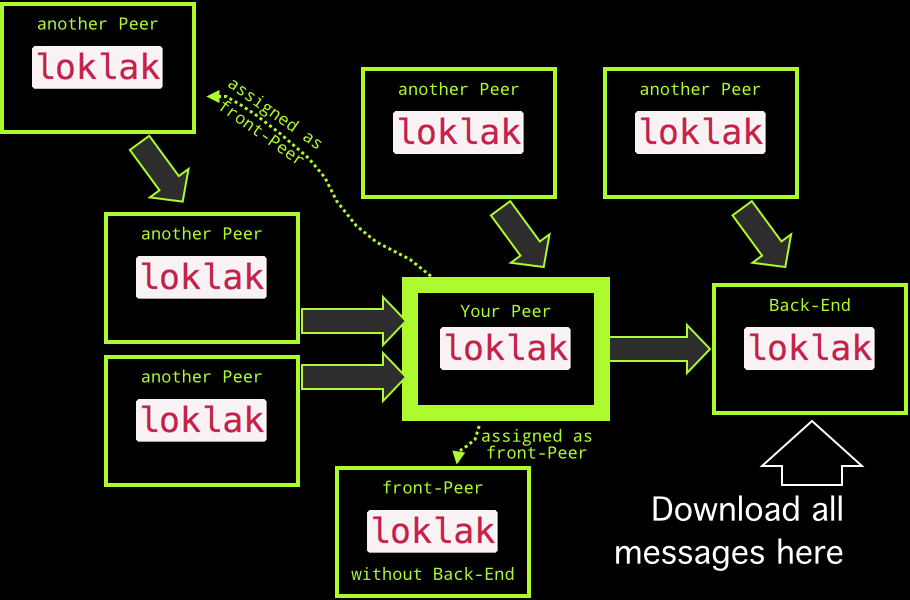 another Peer
loklak
assigned as
front-Peer
another Peer
loklak
another Peer
loklak
another Peer
loklak
Your Peer
loklak
Back-End
loklak
another Peer
loklak
assigned as
front-Peer
front-Peer
loklak
without Back-End
Download all
messages here